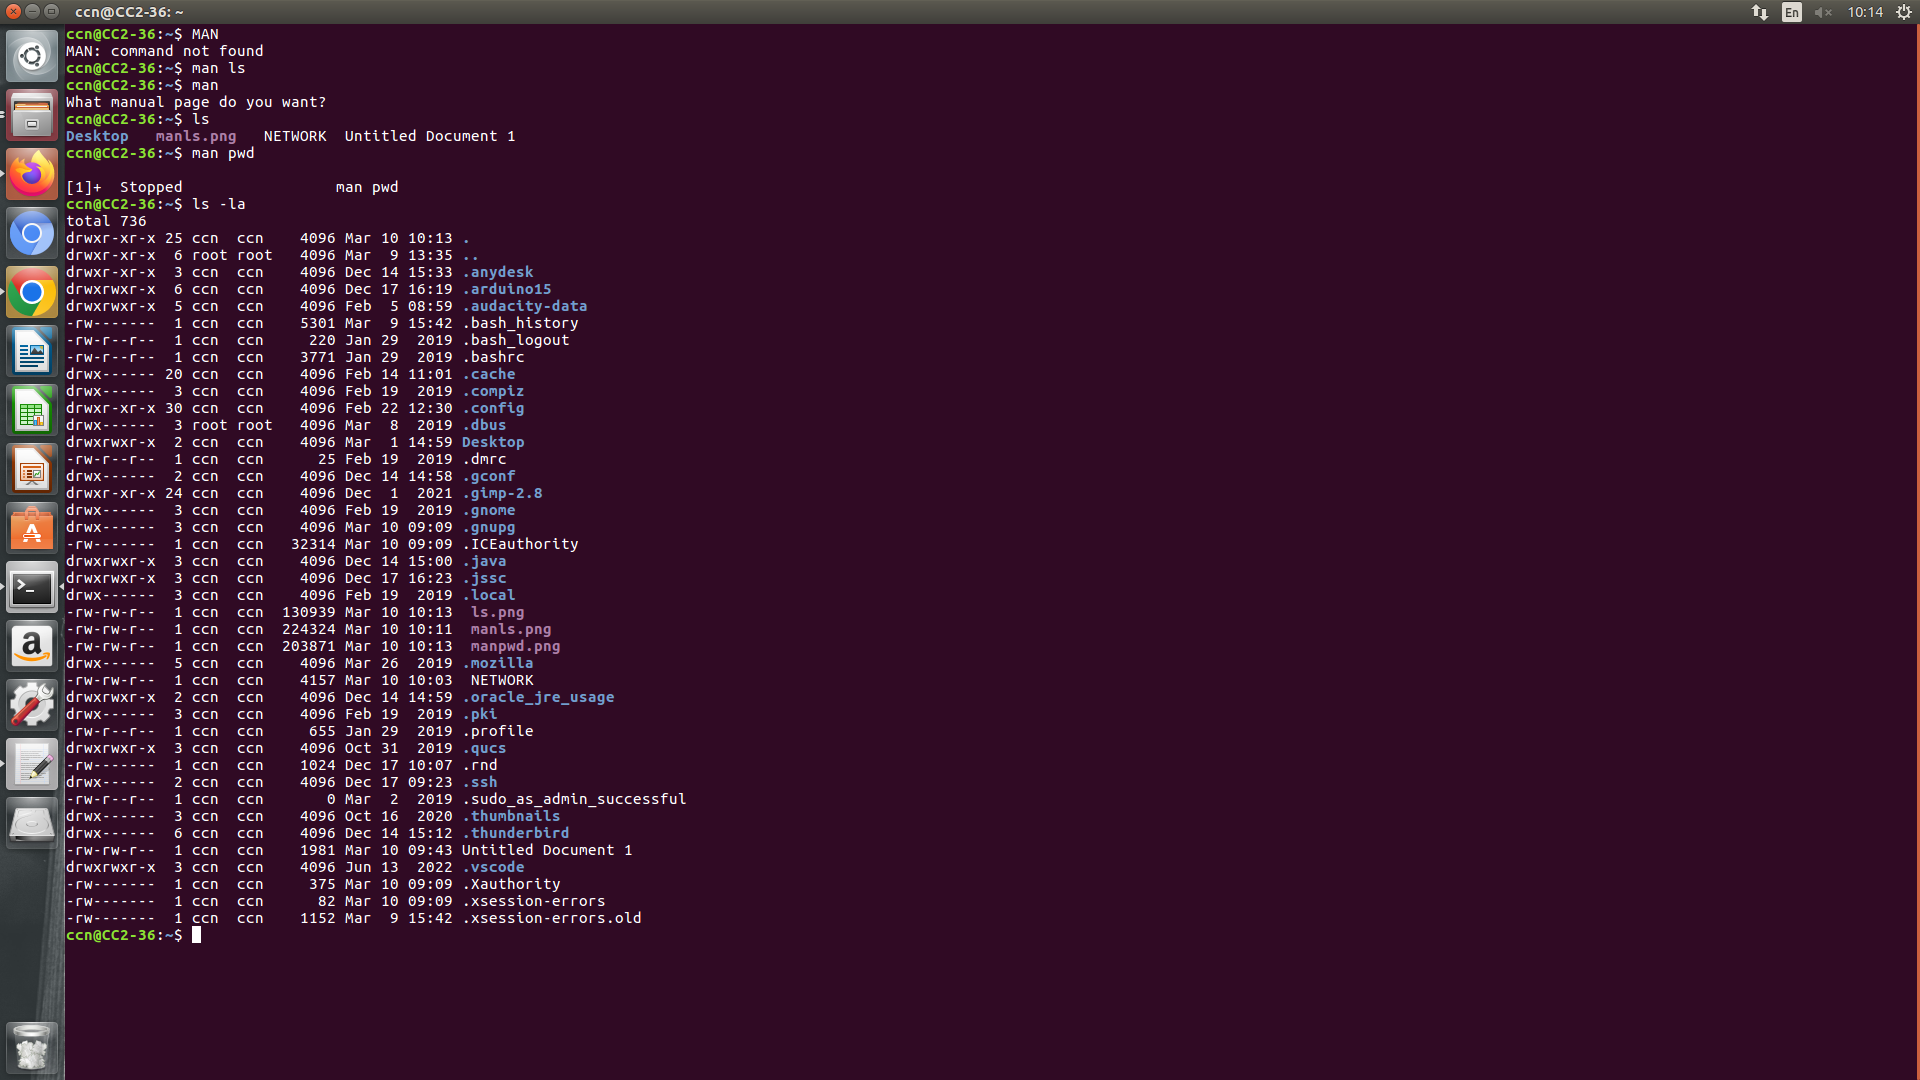 ccn@CC2-36: ~
En
10:14
ccn@CC2-36:~$ MAN
MAN: command not found
ccn@CC2-36:~$ man ls
ccn@CC2-36:~$ man
What manual page do you want?
ccn@CC2-36:~$ ls
Desktop   manls.png   NETWORK  Untitled Document 1
ccn@CC2-36:~$ man pwd
[1]+  Stopped                 man pwd
ccn@CC2-36:~$ ls -la
total 736
drwxr-xr-x 25 ccn  ccn    4096 Mar 10 10:13 .
drwxr-xr-x  6 root root   4096 Mar  9 13:35 ..
drwxr-xr-x  3 ccn  ccn    4096 Dec 14 15:33 .anydesk
drwxrwxr-x  6 ccn  ccn    4096 Dec 17 16:19 .arduino15
drwxrwxr-x  5 ccn  ccn    4096 Feb  5 08:59 .audacity-data
-rw-------  1 ccn  ccn    5301 Mar  9 15:42 .bash_history
-rw-r--r--  1 ccn  ccn     220 Jan 29  2019 .bash_logout
-rw-r--r--  1 ccn  ccn    3771 Jan 29  2019 .bashrc
drwx------ 20 ccn  ccn    4096 Feb 14 11:01 .cache
drwx------  3 ccn  ccn    4096 Feb 19  2019 .compiz
drwxr-xr-x 30 ccn  ccn    4096 Feb 22 12:30 .config
drwx------  3 root root   4096 Mar  8  2019 .dbus
drwxrwxr-x  2 ccn  ccn    4096 Mar  1 14:59 Desktop
-rw-r--r--  1 ccn  ccn      25 Feb 19  2019 .dmrc
drwx------  2 ccn  ccn    4096 Dec 14 14:58 .gconf
drwxr-xr-x 24 ccn  ccn    4096 Dec  1  2021 .gimp-2.8
drwx------  3 ccn  ccn    4096 Feb 19  2019 .gnome
drwx------  3 ccn  ccn    4096 Mar 10 09:09 .gnupg
-rw-------  1 ccn  ccn   32314 Mar 10 09:09 .ICEauthority
drwxrwxr-x  3 ccn  ccn    4096 Dec 14 15:00 .java
drwxrwxr-x  3 ccn  ccn    4096 Dec 17 16:23 .jssc
drwx------  3 ccn  ccn    4096 Feb 19  2019 .local
-rw-rw-r--  1 ccn  ccn  130939 Mar 10 10:13  ls.png
-rw-rw-r--  1 ccn  ccn  224324 Mar 10 10:11  manls.png
-rw-rw-r--  1 ccn  ccn  203871 Mar 10 10:13  manpwd.png
drwx------  5 ccn  ccn    4096 Mar 26  2019 .mozilla
-rw-rw-r--  1 ccn  ccn    4157 Mar 10 10:03  NETWORK
drwxrwxr-x  2 ccn  ccn    4096 Dec 14 14:59 .oracle_jre_usage
drwx------  3 ccn  ccn    4096 Feb 19  2019 .pki
-rw-r--r--  1 ccn  ccn     655 Jan 29  2019 .profile
drwxrwxr-x  3 ccn  ccn    4096 Oct 31  2019 .qucs
-rw-------  1 ccn  ccn    1024 Dec 17 10:07 .rnd
drwx------  2 ccn  ccn    4096 Dec 17 09:23 .ssh
-rw-r--r--  1 ccn  ccn       0 Mar  2  2019 .sudo_as_admin_successful
drwx------  3 ccn  ccn    4096 Oct 16  2020 .thumbnails
drwx------  6 ccn  ccn    4096 Dec 14 15:12 .thunderbird
-rw-rw-r--  1 ccn  ccn    1981 Mar 10 09:43 Untitled Document 1
drwxrwxr-x  3 ccn  ccn    4096 Jun 13  2022 .vscode
-rw-------  1 ccn  ccn     375 Mar 10 09:09 .Xauthority
-rw-------  1 ccn  ccn      82 Mar 10 09:09 .xsession-errors
-rw-------  1 ccn  ccn    1152 Mar  9 15:42 .xsession-errors.old
ccn@CC2-36:~$